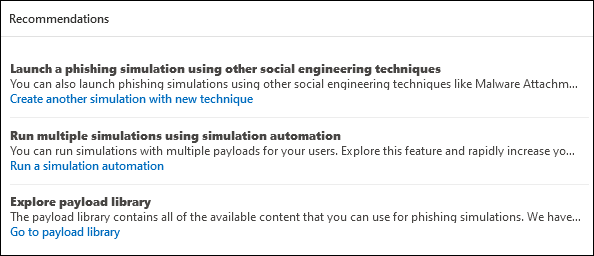 Recommendations
Launch a phishing simulation using other social engineering techniques
You can also launch phishing simulations using other social engineering techniques like Malware Attachm...
Create another simulation with new technique
Run multiple simulations using simulation automation
You can run simulations with multiple payloads for your users. Explore this feature and rapidly increase yo...
Run a simulation automation
Explore payload library
The payload library contains all of the available content that you can use for phishing simulations. We have...
Go to payload library